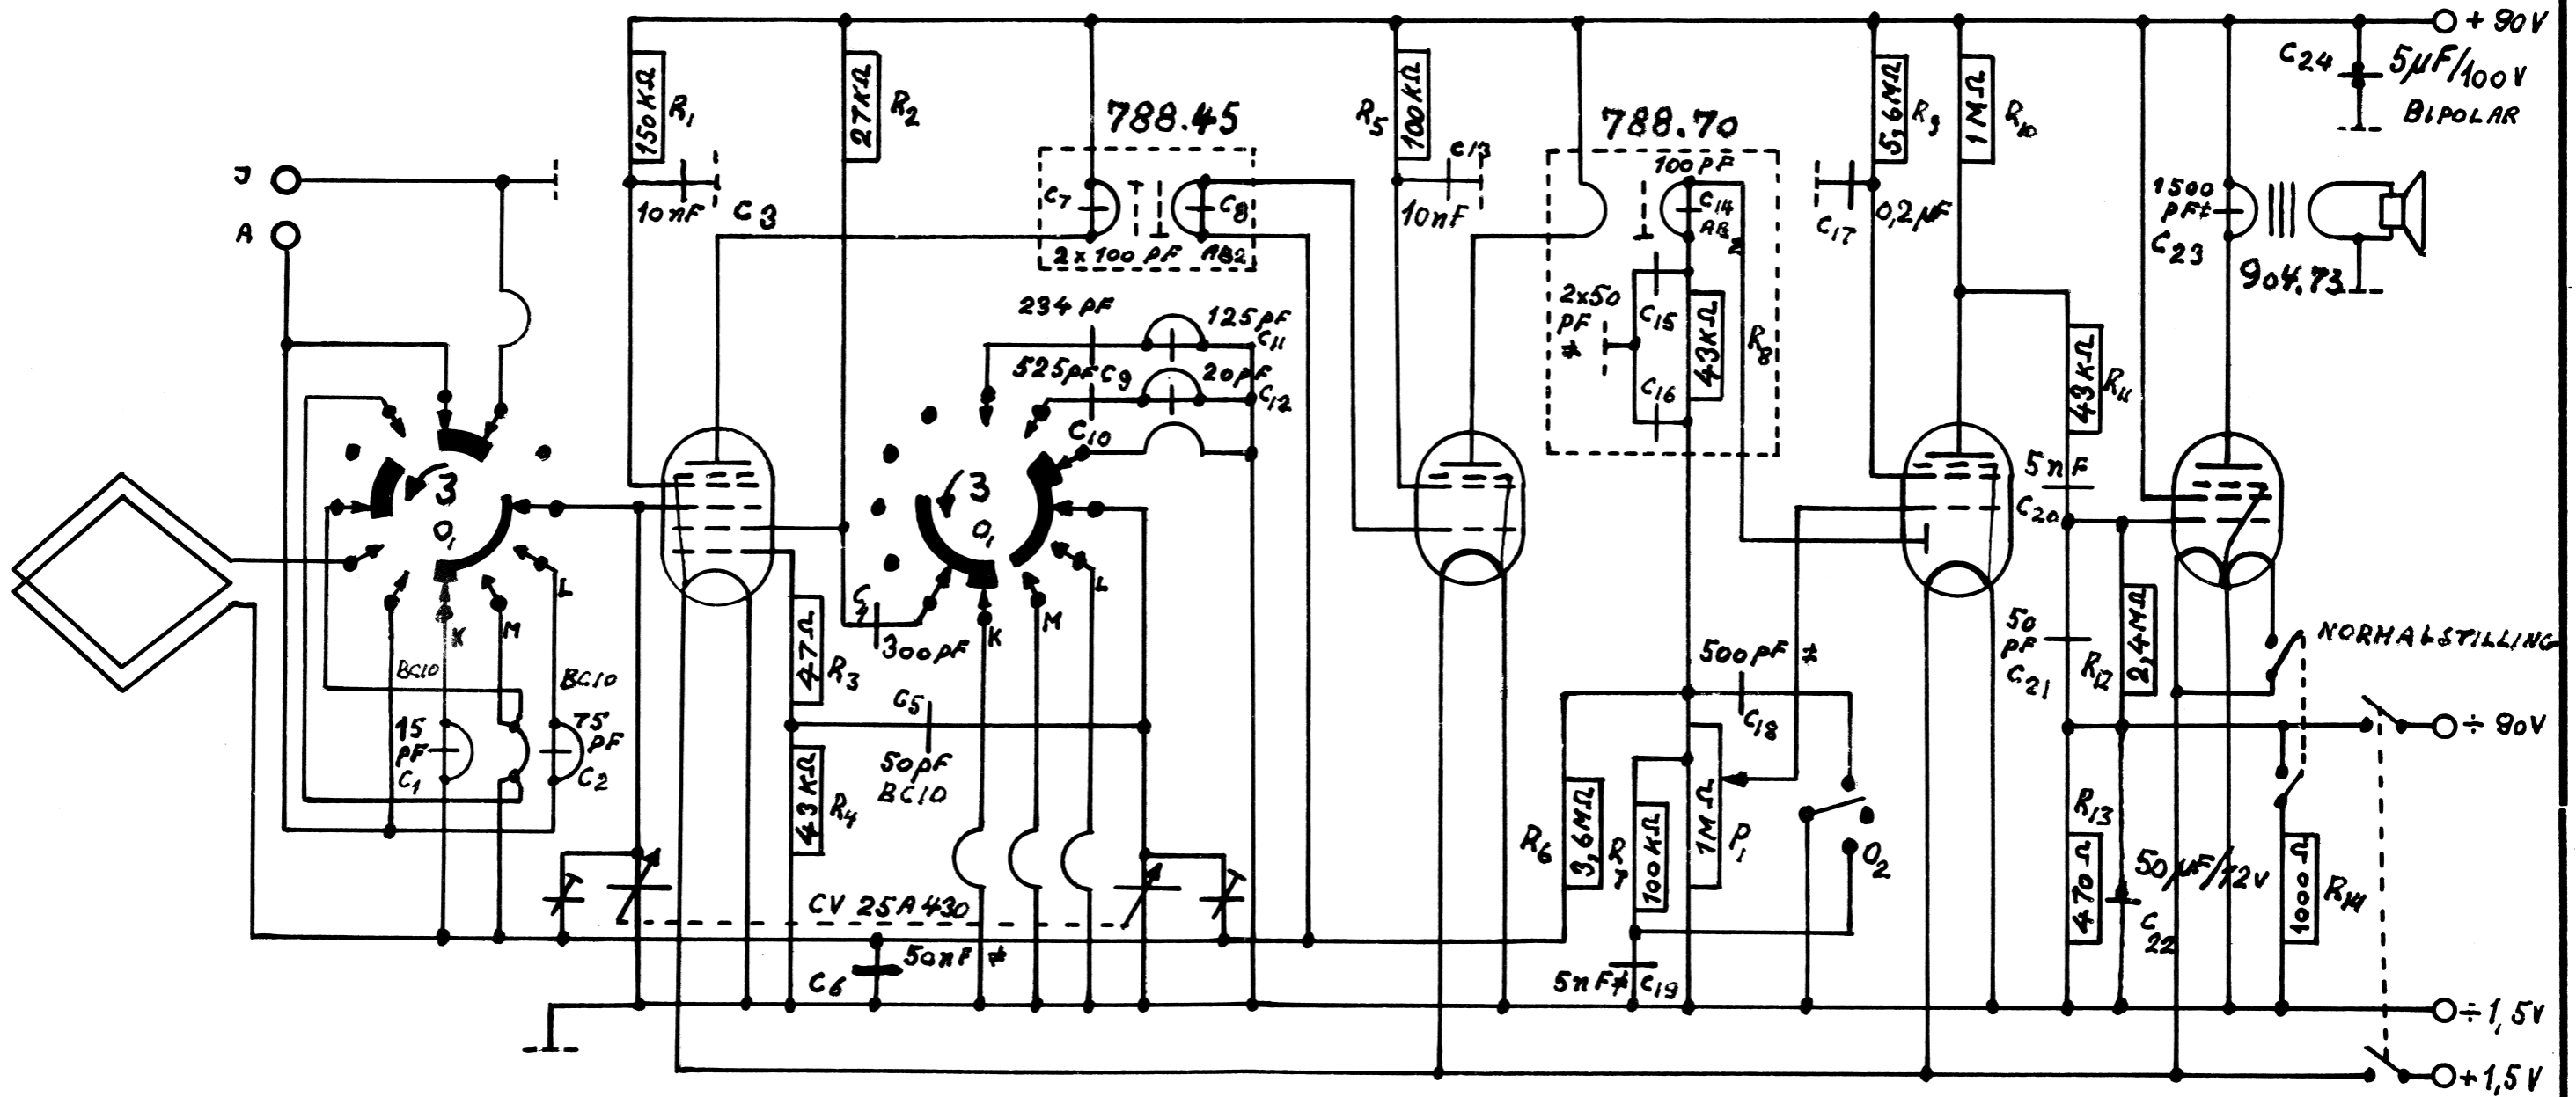 + 90V
C24
5µF/100V
BIPOLAR
150KΩ
R1
27KΩ
R2
788.45
R5
100KΩ
C13
788.70
100PF
5,6MΩ
R9
1MΩ
R10
J
A
10nF
C3
C7
C8
2x100 PF AB2
10nF
C14
AB2
C17
0,2µF
1500
PF≠
C23
904.73
234 PF
125PF
C11
525PF C9
20PF
C12
C10
2x50
PF
≠
C15
C16
43KΩ
R8
43KΩ
R11
5nF
C20
3
O1
3
O1
L
K
M
L
K
M
BC10
BC10
15
PF
C1
75
PF
C2
47Ω
R3
300PF
C5
50PF
BC10
43KΩ
R4
500PF ≠
C18
50
PF
C21
R12
2,4MΩ
NORMALSTILLING
÷ 90V
R6
3,6MΩ
R7
100KΩ
1MΩ
P1
O2
R13
470Ω
50µF/12V
C22
1000Ω
R14
CV 25A430
50nF ≠
C6
5nF≠
C19
÷1,5V
+1,5V